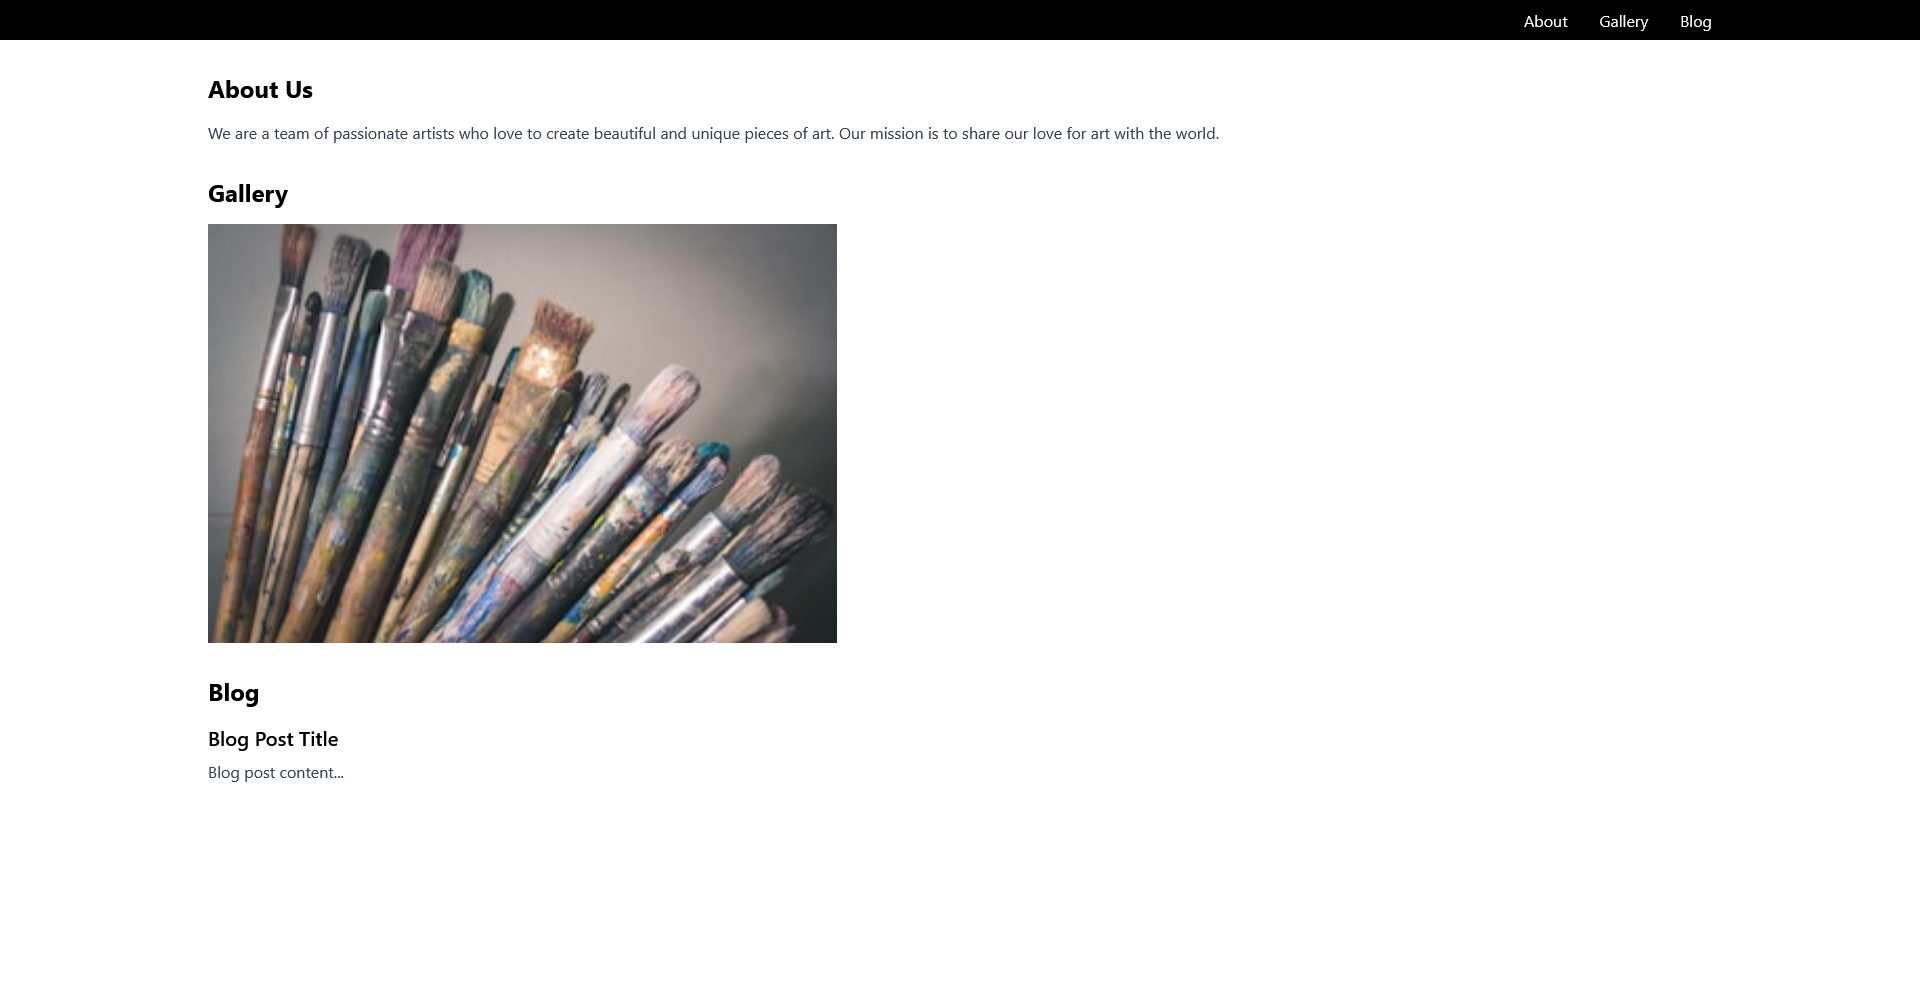 About Gallery Blog
About Us
We are a team of passionate artists who love to create beautiful and unique pieces of art. Our mission is to share our love for art with the world.
Gallery
Blog
Blog Post Title
Blog post content...